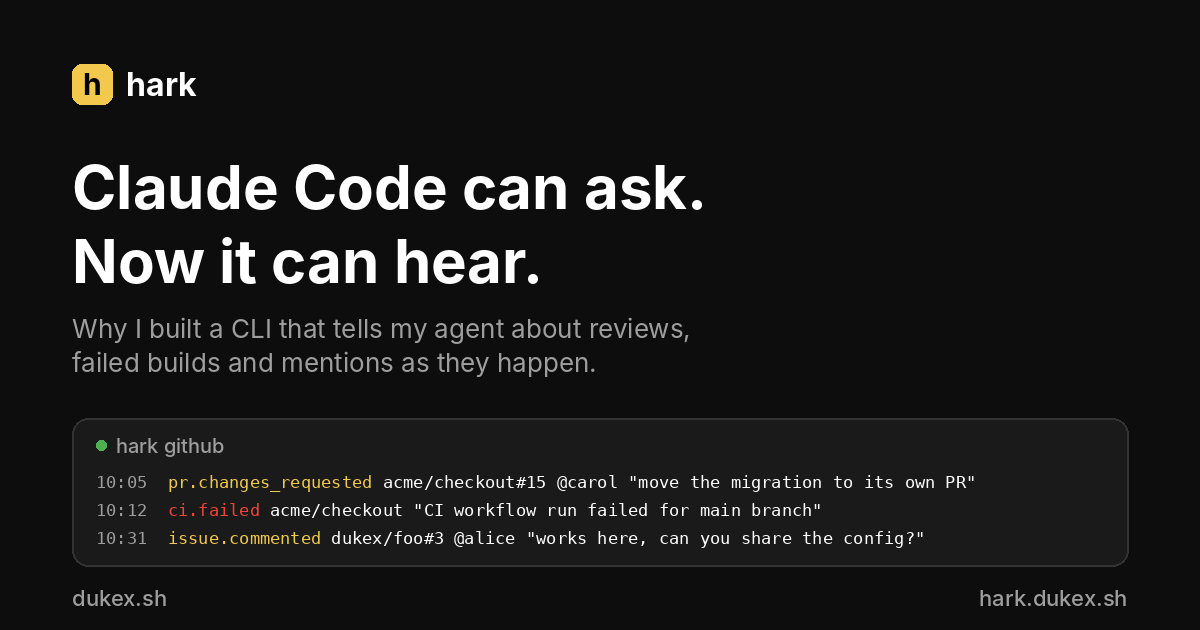 h hark
Claude Code can ask.
Now it can hear.
Why I built a CLI that tells my agent about reviews,
failed builds and mentions as they happen.
hark github
10:05 pr.changes_requested acme/checkout#15 @carol "move the migration to its own PR"
10:12 ci.failed acme/checkout "CI workflow run failed for main branch"
10:31 issue.commented dukex/foo#3 @alice "works here, can you share the config?"
dukex.sh hark.dukex.sh